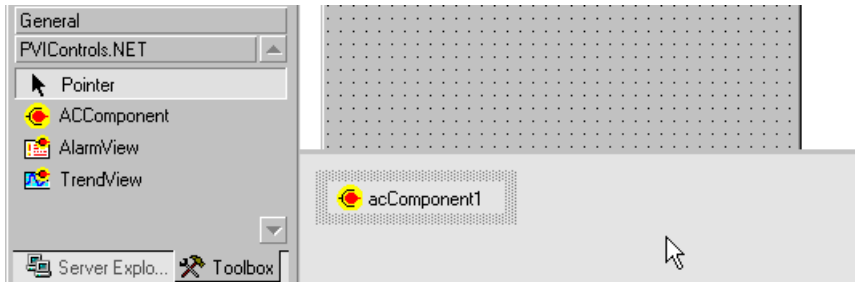 General
PVIControls.NET
Pointer
ACComponent
AlarmView
TrendView
acComponent1
Server Explo... Toolbox